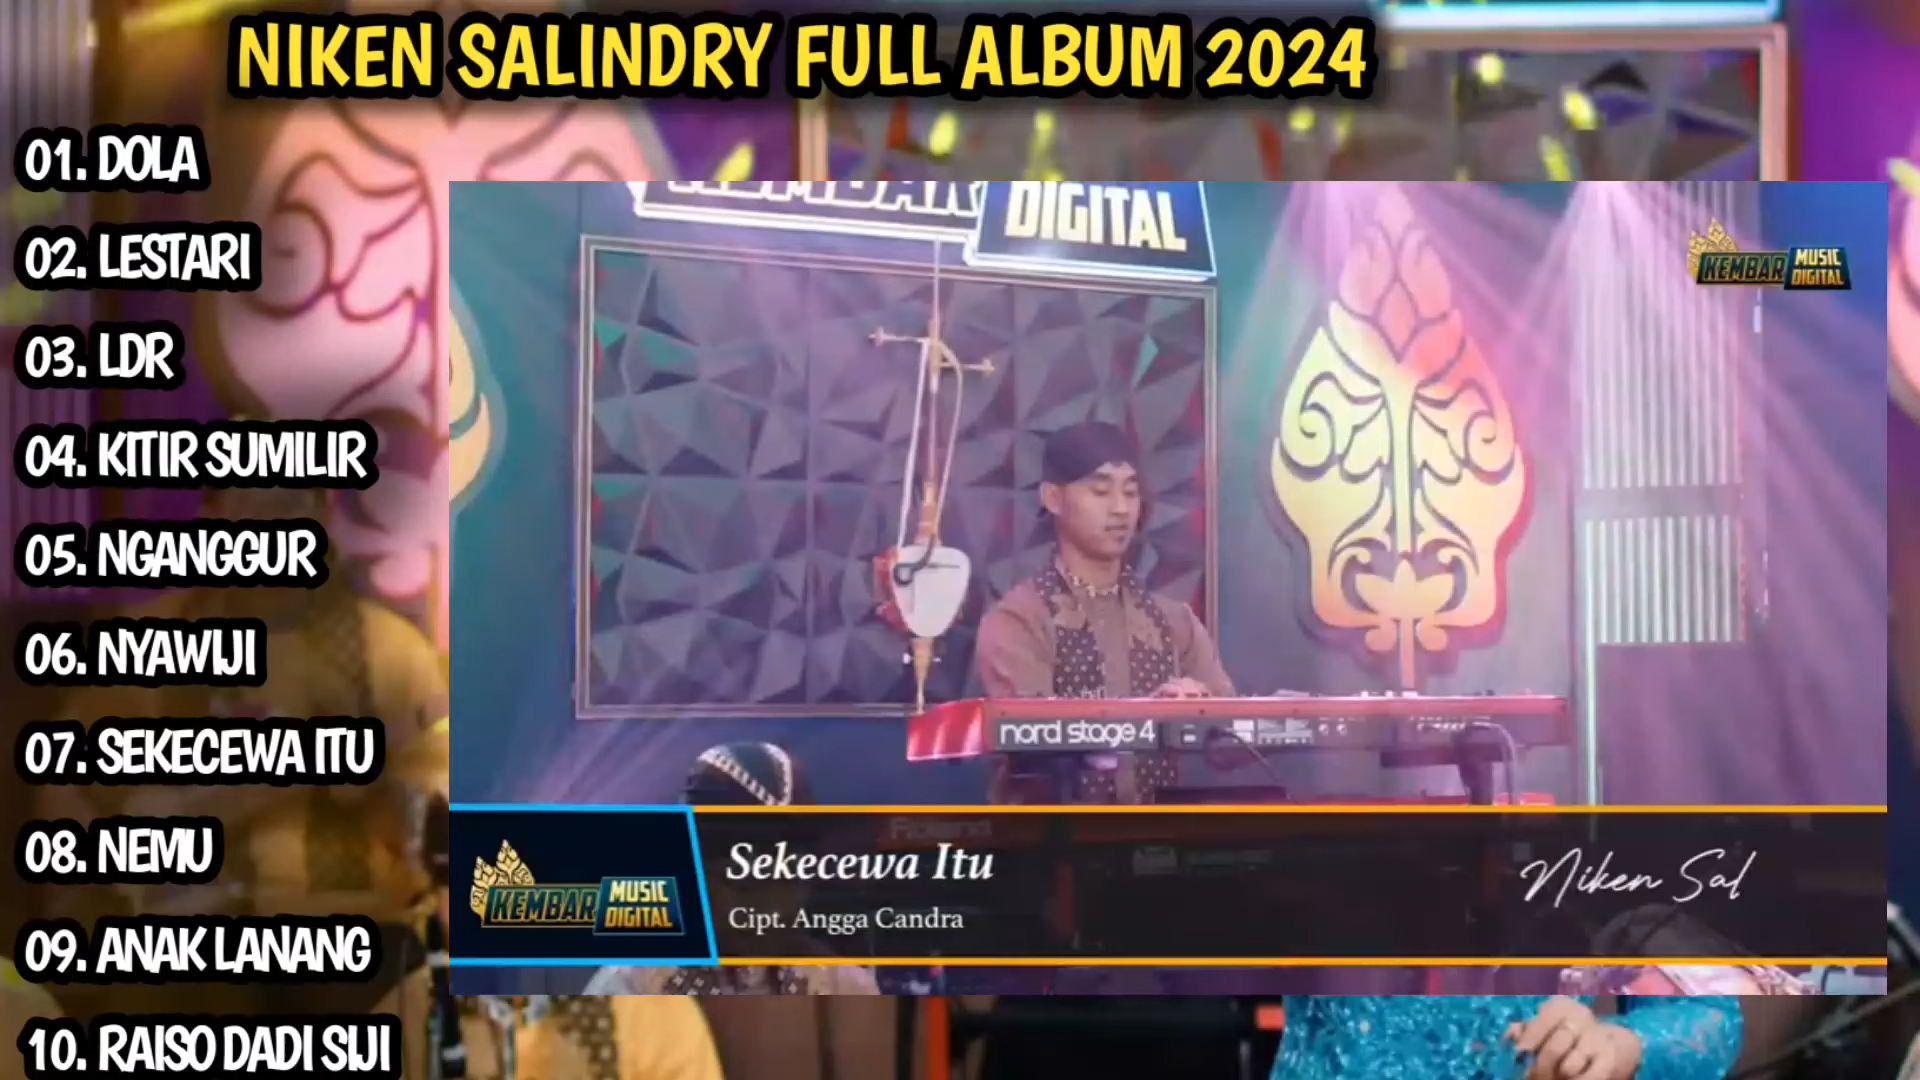 NIKEN SALINDRY FULL ALBUM 2024
01. DOLA
02. LESTARI
03. LDR
04. KITIR SUMILIR
05. NGANGGUR
06. NYAWIJI
07. SEKECEWA ITU
08. NEMU
09. ANAK LANANG
10. RAISO DADI SIJI
KEMBAR DIGITAL
KEMBAR MUSIC DIGITAL
nord stage 4
Roland
KEMBAR MUSIC DIGITAL
Sekecewa Itu
Cipt. Angga Candra
Niken Sal